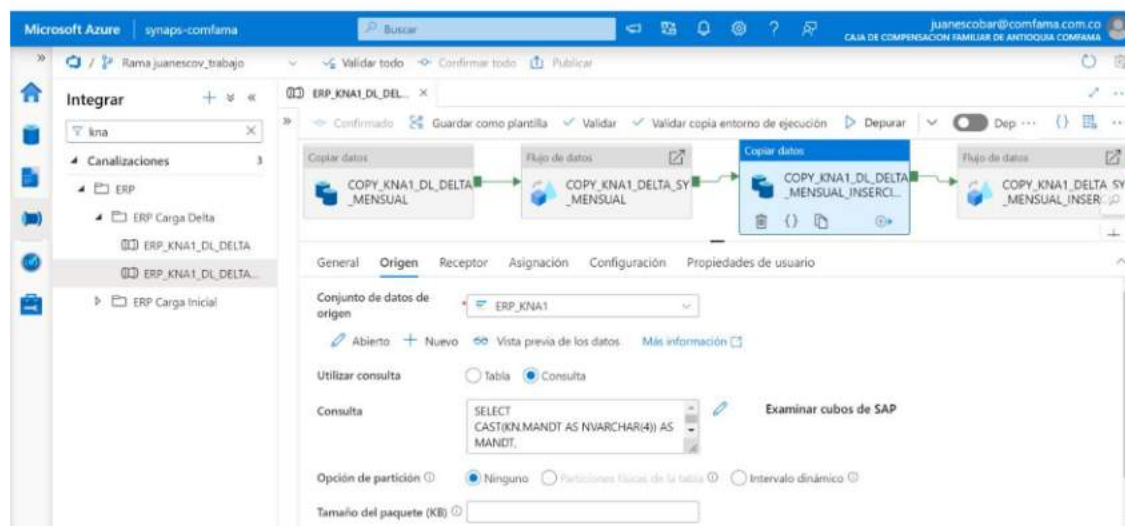 Microsoft Azure | synaps-comfama
Buscar
juanescobar@comfama.com.co
CAJA DE COMPENSACION FAMILIAR DE ANTIOQUIA COMFAMA
/ Rama juanescov_trabajo
Validar todo
Confirmar todo
Publicar
Integrar
ERP_KNA1_DL_DEL...
kna
Confirmado
Guardar como plantilla
Validar
Validar copia entorno de ejecución
Depurar
Dep ...
Canalizaciones 3
ERP
ERP Carga Delta
ERP_KNA1_DL_DELTA
ERP_KNA1_DL_DELTA...
ERP Carga Inicial
Copiar datos
COPY_KNA1_DL_DELTA
_MENSUAL
Flujo de datos
COPY_KNA1_DELTA_SY
_MENSUAL
Copiar datos
COPY_KNA1_DL_DELTA
_MENSUAL_INSERCI...
Flujo de datos
COPY_KNA1_DELTA_SY
_MENSUAL_INSERC
General Origen Receptor Asignación Configuración Propiedades de usuario
Conjunto de datos de
origen
* ERP_KNA1
Abierto Nuevo Vista previa de los datos Más información
Utilizar consulta Tabla Consulta
Consulta
SELECT
CAST(KN.MANDT AS NVARCHAR(4)) AS
MANDT,
Examinar cubos de SAP
Opción de partición Ninguno Particiones físicas de la tabla Intervalo dinámico
Tamaño del paquete (KB)